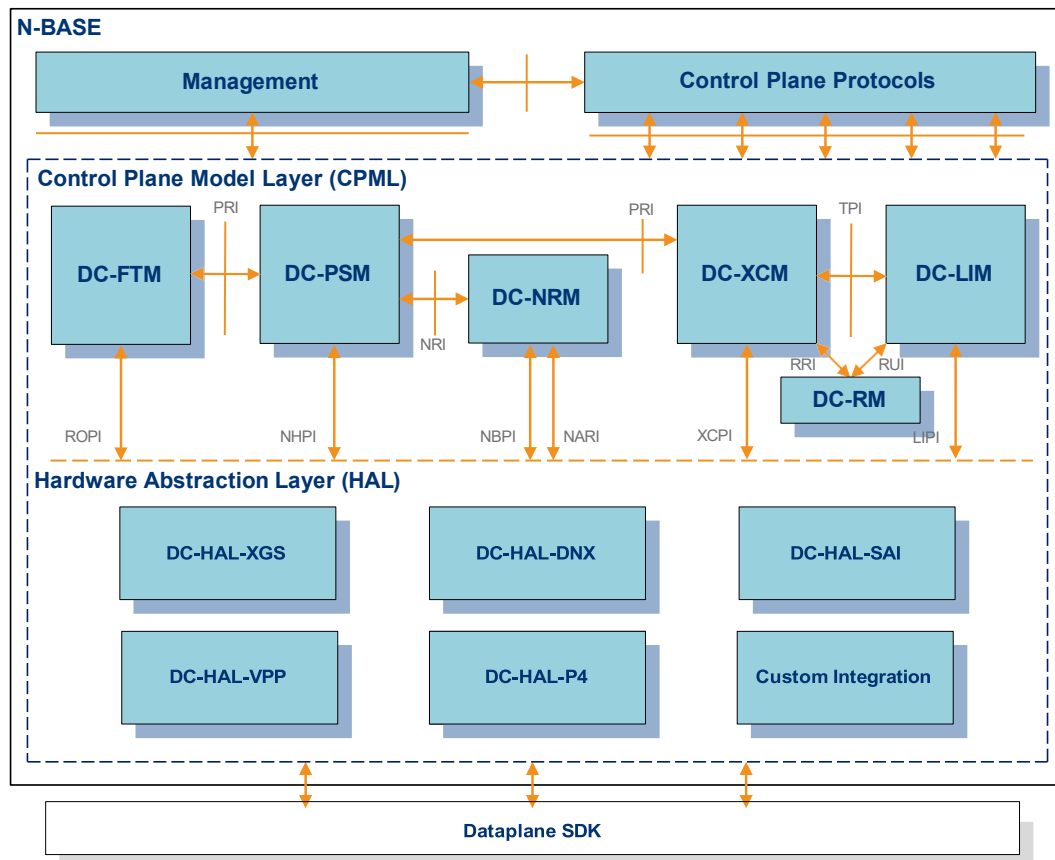 N-BASE
Management
Control Plane Protocols
Control Plane Model Layer (CPML)
PRI
PRI
TPI
DC-FTM
DC-PSM
DC-NRM
DC-XCM
DC-LIM
NRI
RRI
RUI
DC-RM
ROPI
NHPI
NBPI
NARI
XCPI
LIPI
Hardware Abstraction Layer (HAL)
DC-HAL-XGS
DC-HAL-DNX
DC-HAL-SAI
DC-HAL-VPP
DC-HAL-P4
Custom Integration
Dataplane SDK